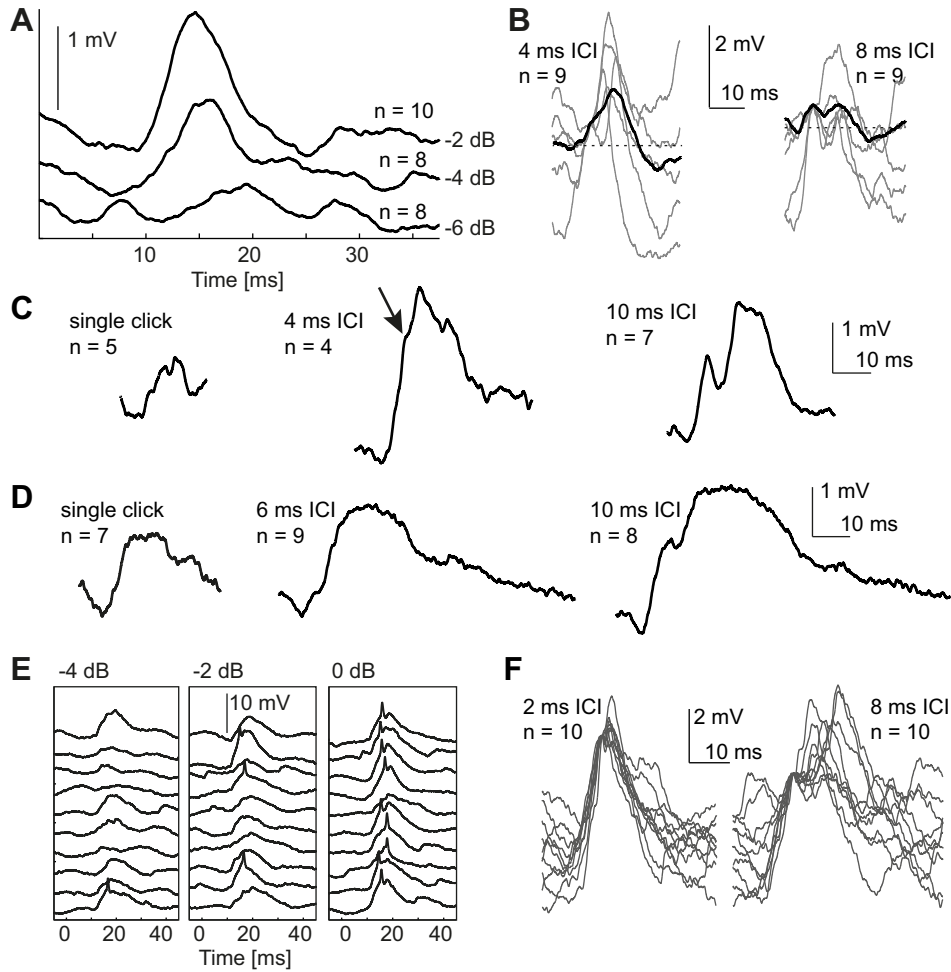 A
1 mV
n = 10
-2 dB
n = 8
-4 dB
n = 8
-6 dB
10
20
30
Time [ms]
B
4 ms ICI
n = 9
2 mV
10 ms
8 ms ICI
n = 9
C
single click
n = 5
4 ms ICI
n = 4
10 ms ICI
n = 7
1 mV
10 ms
D
single click
n = 7
6 ms ICI
n = 9
10 ms ICI
n = 8
1 mV
10 ms
E
-4 dB
-2 dB
0 dB
10 mV
0 20 40
0 20 40
0 20 40
Time [ms]
F
2 ms ICI
n = 10
2 mV
10 ms
8 ms ICI
n = 10